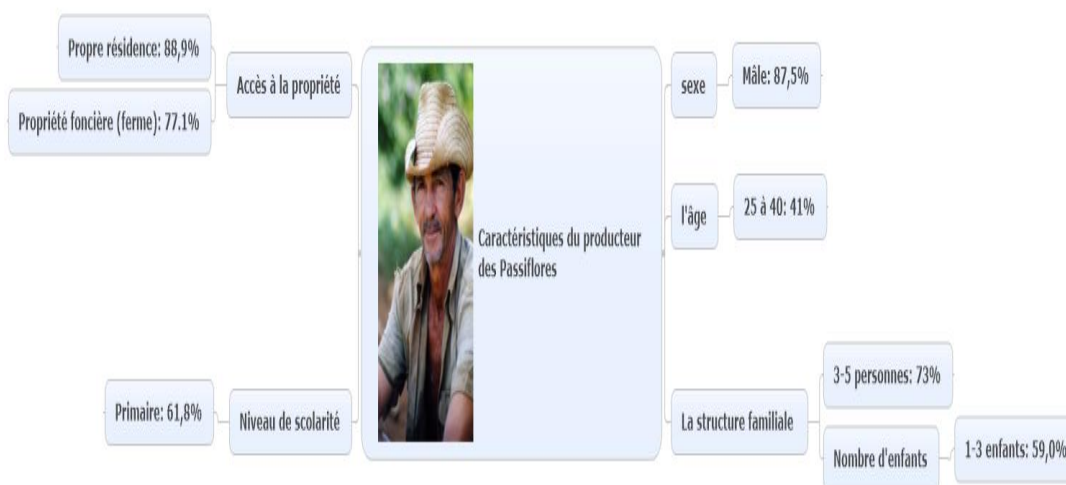 Propre résidence: 88,9%
Propriété foncière (ferme): 77.1%
Accès à la propriété
Primaire: 61,8%
Niveau de scolarité
Caractéristiques du producteur
des Passiflores
sexe
Mâle: 87,5%
l'âge
25 à 40: 41%
La structure familiale
3-5 personnes: 73%
Nombre d'enfants
1-3 enfants: 59,0%